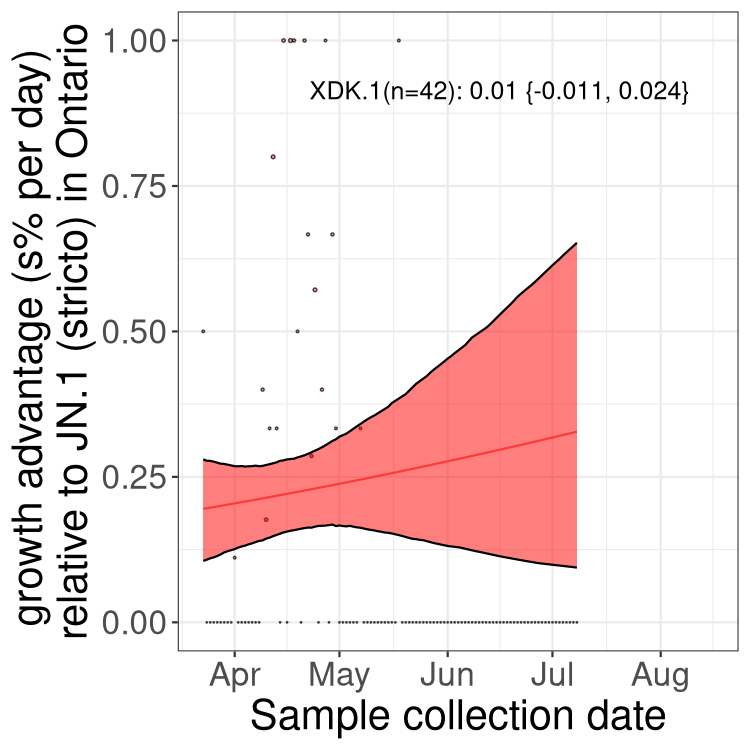 growth advantage (s% per day)
relative to JN.1 (stricto) in Ontario
1.00
0.75
0.50
0.25
0.00
XDK.1(n=42): 0.01 {-0.011, 0.024}
Apr May Jun Jul Aug
Sample collection date